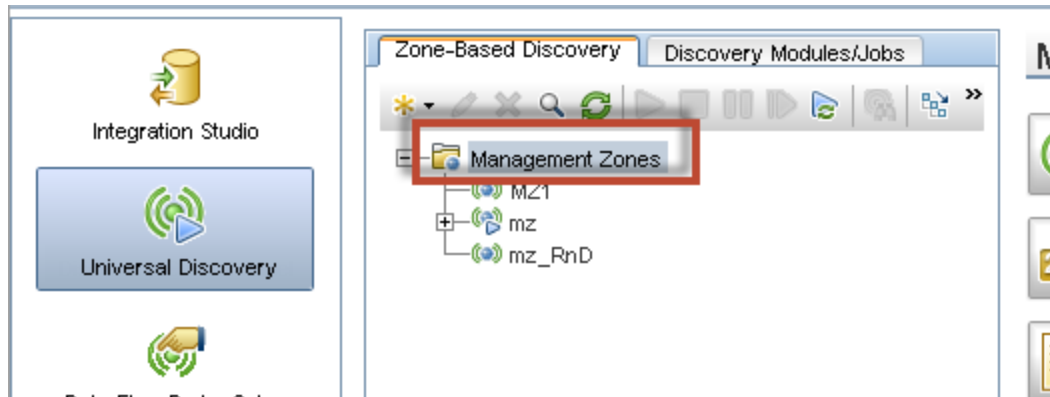 Integration Studio
Universal Discovery
Zone-Based Discovery
Discovery Modules/Jobs
Management Zones
MZ1
mz
mz_RnD